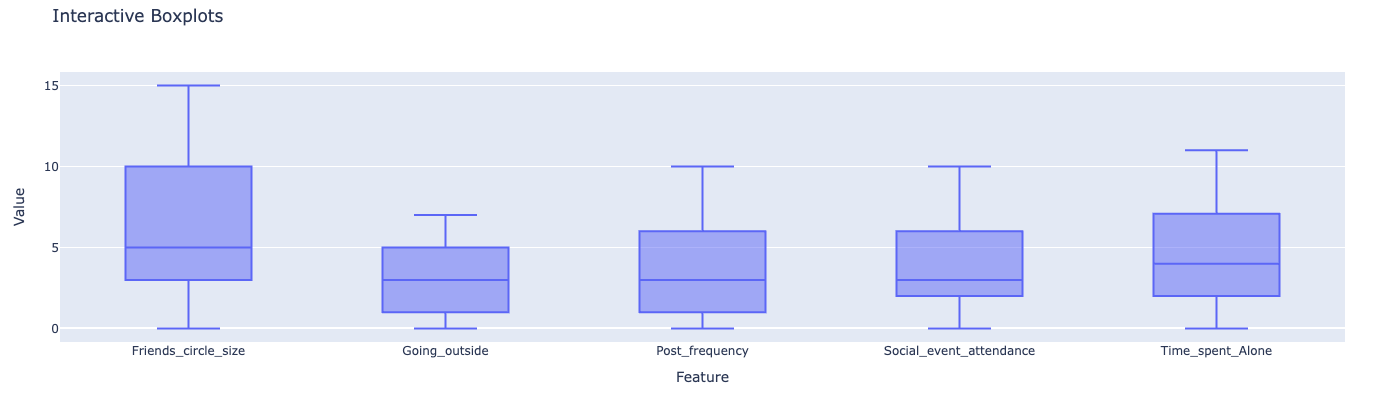 Interactive Boxplots
15
10
5
0
Value
Friends_circle_size
Going_outside
Post_frequency
Social_event_attendance
Time_spent_Alone
Feature